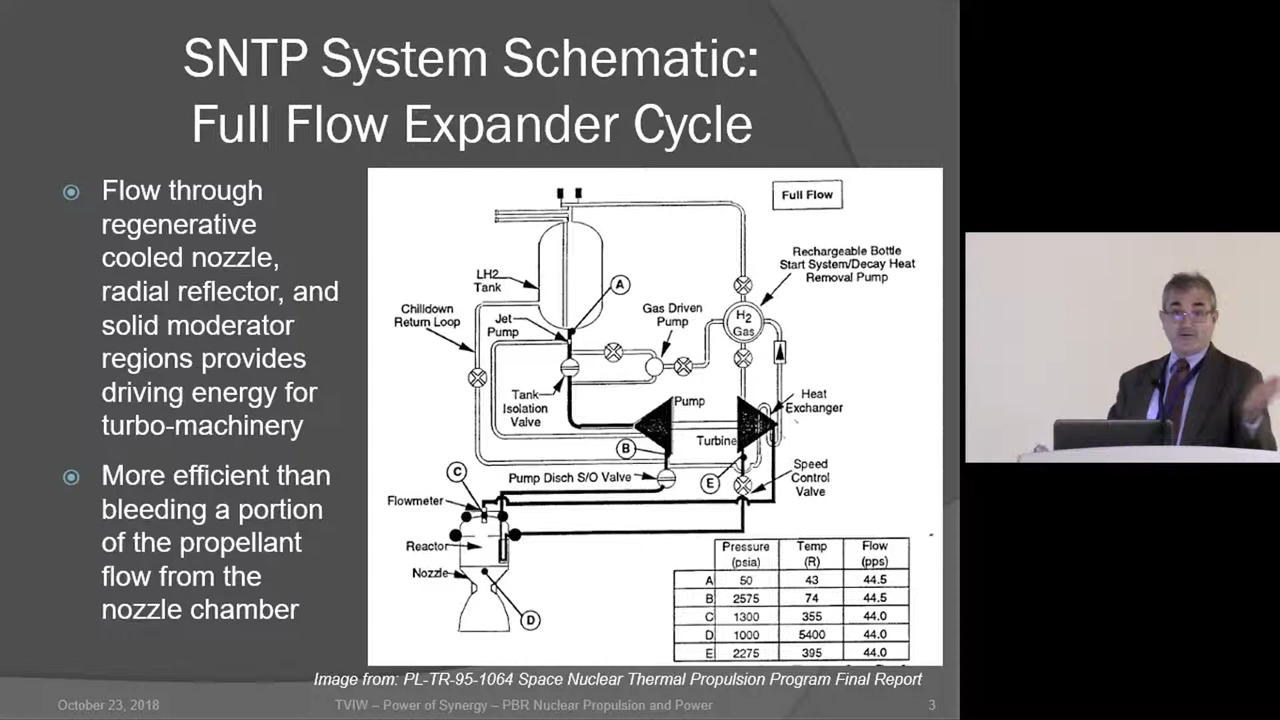 SNTP System Schematic:
Full Flow Expander Cycle
Flow through
regenerative
cooled nozzle,
radial reflector, and
solid moderator
regions provides
driving energy for
turbo-machinery
More efficient than
bleeding a portion
of the propellant
flow from the
nozzle chamber
Full Flow
Rechargeable Bottle
Start System/Decay Heat
Removal Pump
LH2
Tank
A
Chilldown
Return Loop
Jet
Pump
Gas Driven
Pump
H2
Gas
Tank
Isolation
Valve
Pump
Heat
Exchanger
Turbine
B
C
Pump Disch S/O Valve
E
Speed
Control
Valve
Flowmeter
Reactor
Nozzle
D
Pressure Temp Flow
(psia) (R) (pps)
A 50 43 44.5
B 2575 74 44.5
C 1300 355 44.0
D 1000 5400 44.0
E 2275 395 44.0
Image from: PL-TR-95-1064 Space Nuclear Thermal Propulsion Program Final Report
October 23, 2018 TVIW – Power of Synergy – PBR Nuclear Propulsion and Power 3